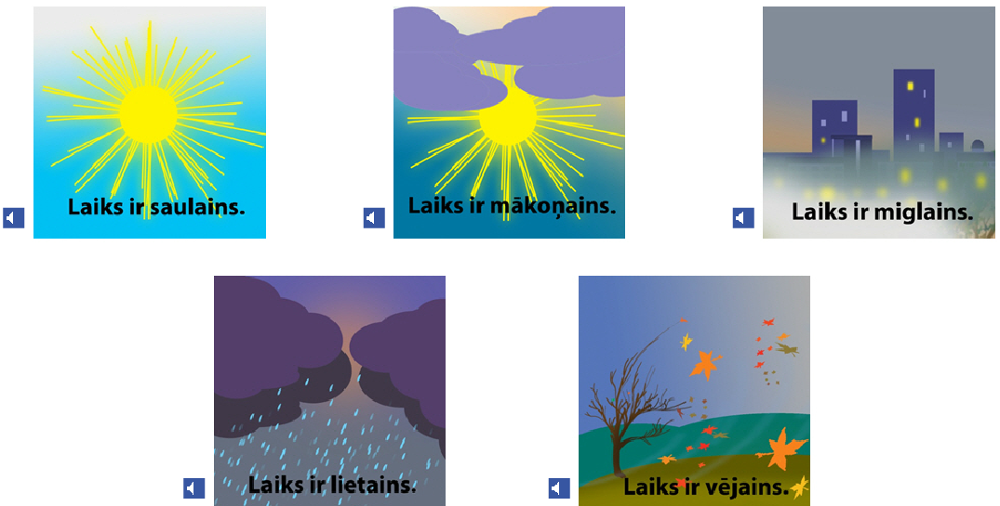 Laiks ir saulains.
Laiks ir mākoņains.
Laiks ir miglains.
Laiks ir lietains.
Laiks ir vējains.